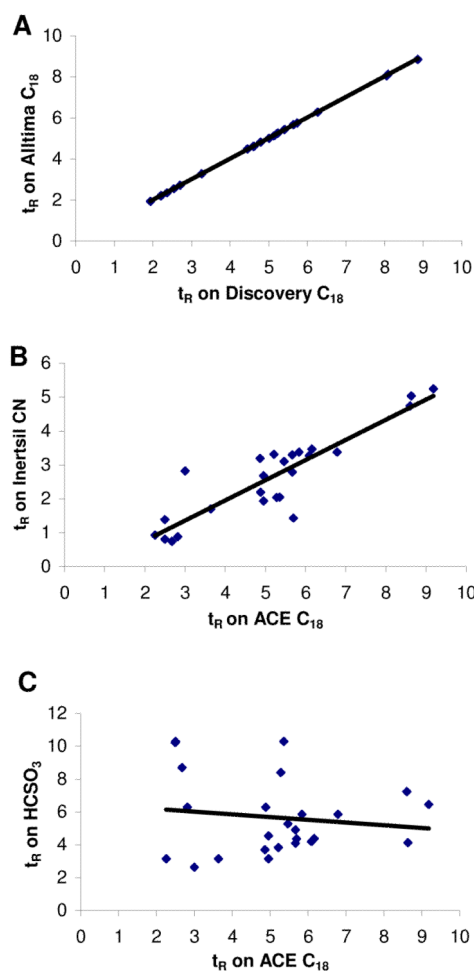 A
t_R on Alltima C_18
10
8
6
4
2
0
0 1 2 3 4 5 6 7 8 9 10
t_R on Discovery C_18
B
t_R on Inertsil CN
6
5
4
3
2
1
0
0 1 2 3 4 5 6 7 8 9 10
t_R on ACE C_18
C
t_R on HCSO_3
12
10
8
6
4
2
0
0 1 2 3 4 5 6 7 8 9 10
t_R on ACE C_18